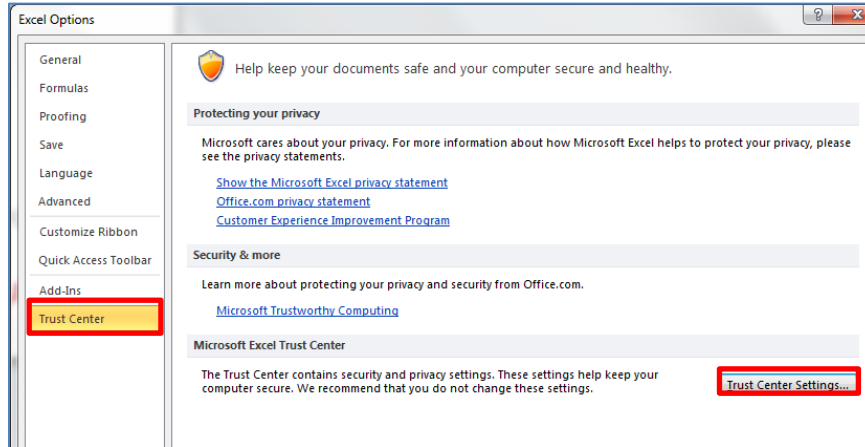 Excel Options
General
Formulas
Proofing
Save
Language
Advanced
Customize Ribbon
Quick Access Toolbar
Add-Ins
Trust Center
Help keep your documents safe and your computer secure and healthy.
Protecting your privacy
Microsoft cares about your privacy. For more information about how Microsoft Excel helps to protect your privacy, please
see the privacy statements.
Show the Microsoft Excel privacy statement
Office.com privacy statement
Customer Experience Improvement Program
Security & more
Learn more about protecting your privacy and security from Office.com.
Microsoft Trustworthy Computing
Microsoft Excel Trust Center
The Trust Center contains security and privacy settings. These settings help keep your
computer secure. We recommend that you do not change these settings.
Trust Center Settings...